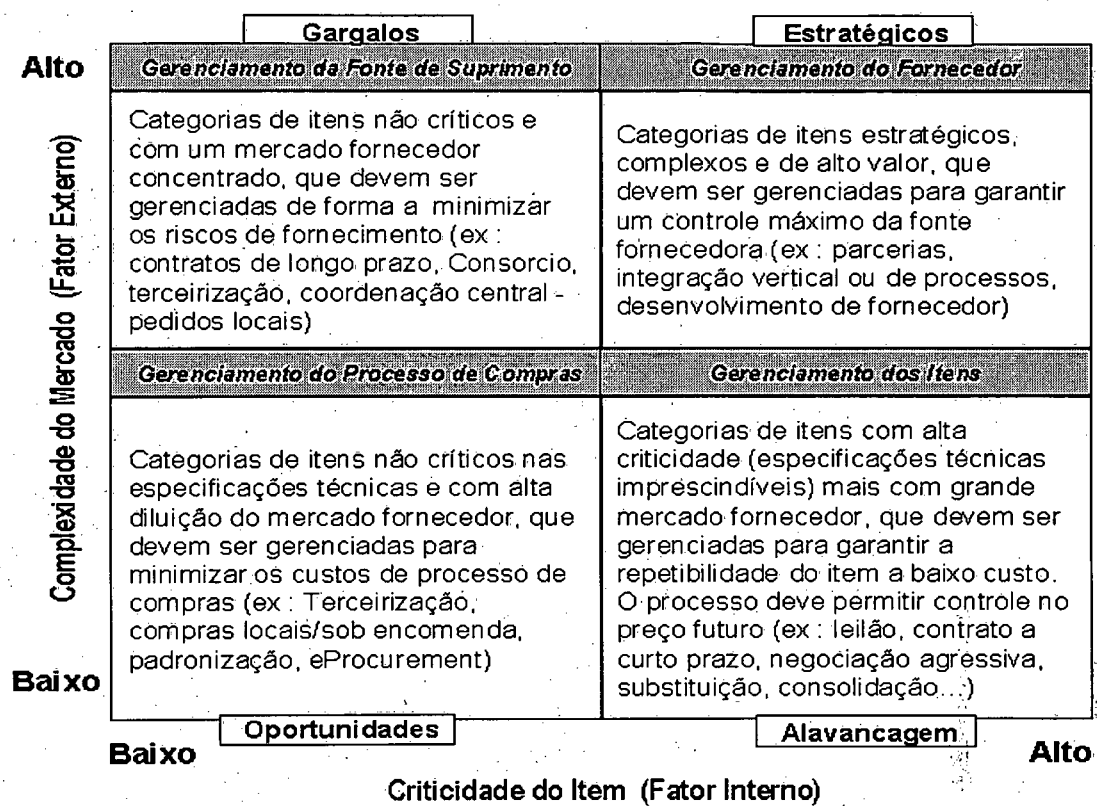 Gargalos
Estratégicos
Alto
Gerenciamento da Fonte de Suprimento
Gerenciamento do Fornecedor
Complexidade do Mercado (Fator Externo)
Categorias de itens não críticos e
com um mercado fornecedor
concentrado, que devem ser
gerenciadas de forma a minimizar
os riscos de fornecimento (ex :
contratos de longo prazo, Consorcio,
terceirização, coordenação central -
pedidos locais)
Categorias de itens estratégicos,
complexos e de alto valor, que
devem ser gerenciadas para garantir
um controle máximo da fonte
fornecedora (ex : parcerias,
integração vertical ou de processos,
desenvolvimento de fornecedor)
Gerenciamento do Processo de Compras
Gerenciamento dos Itens
Categorias de itens não críticos nas
especificações técnicas e com alta
diluição do mercado fornecedor, que
devem ser gerenciadas para
minimizar os custos de processo de
compras (ex : Terceirização,
compras locais/sob encomenda,
padronização, eProcurement)
Categorias de itens com alta
criticidade (especificações técnicas
imprescindíveis) mais com grande
mercado fornecedor, que devem ser
gerenciadas para garantir a
repetibilidade do item a baixo custo.
O processo deve permitir controle no
preço futuro (ex : leilão, contrato a
curto prazo, negociação agressiva,
substituição, consolidação...)
Baixo
Oportunidades
Alavancagem
Baixo
Alto
Criticidade do Item (Fator Interno)